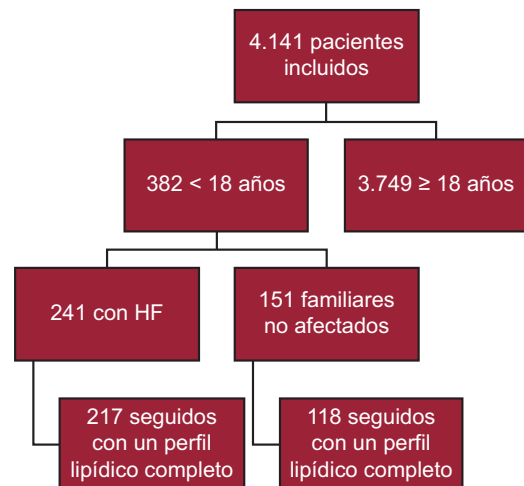 4.141 pacientes
incluidos
382 < 18 años
3.749 ≥ 18 años
241 con HF
151 familiares
no afectados
217 seguidos
con un perfil
lipídico completo
118 seguidos
con un perfil
lipídico completo